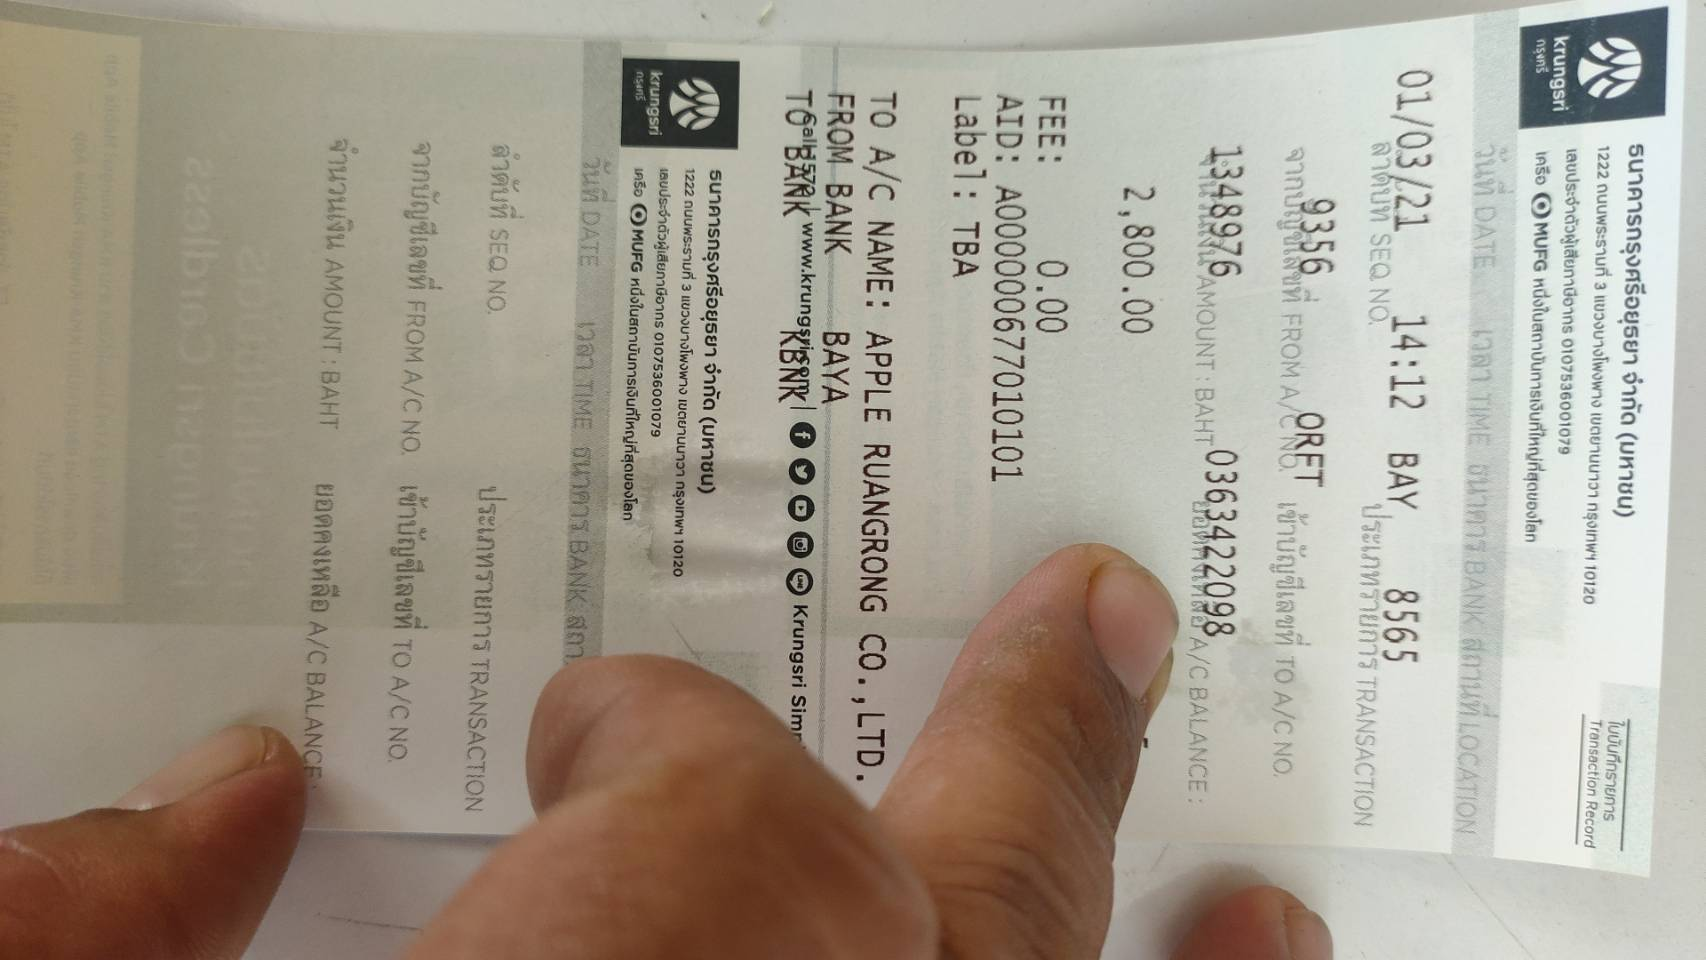 krungsri
กรุงศรี
ธนาคารกรุงศรีอยุธยา จำกัด (มหาชน)
1222 ถนนพระรามที่ 3 แขวงบางโพงพาง เขตยานนาวา กรุงเทพฯ 10120
เลขประจำตัวผู้เสียภาษีอากร 0107536001079
เครือ MUFG หนึ่งในสถาบันการเงินที่ใหญ่ที่สุดของโลก
ใบบันทึกรายการ
Transaction Record
วันที่ DATE เวลา TIME ธนาคาร BANK สถานที่ LOCATION
01/03/21 14:12 BAY 8565
ลำดับที่ SEQ NO. ประเภทรายการ TRANSACTION
9356 ORFT
จากบัญชีเลขที่ FROM A/C NO. เข้าบัญชีเลขที่ TO A/C NO.
1348976 0363422098
จำนวนเงิน AMOUNT : BAHT ยอดคงเหลือ A/C BALANCE :
2,800.00
FEE: 0.00
AID: A000000677010101
Label: TBA
TO A/C NAME: APPLE RUANGRONG CO.,LTD.
FROM BANK BAYA
TO BANK KBNK
Call 1572 | www.krungsri.com | Krungsri
krungsri
กรุงศรี
ธนาคารกรุงศรีอยุธยา จำกัด (มหาชน)
1222 ถนนพระรามที่ 3 แขวงบางโพงพาง เขตยานนาวา กรุงเทพฯ 10120
เลขประจำตัวผู้เสียภาษีอากร 0107536001079
เครือ MUFG หนึ่งในสถาบันการเงินที่ใหญ่ที่สุดของโลก
วันที่ DATE เวลา TIME ธนาคาร BANK
ลำดับที่ SEQ NO. ประเภทรายการ TRANSACTION
จากบัญชีเลขที่ FROM A/C NO. เข้าบัญชีเลขที่ TO A/C NO.
จำนวนเงิน AMOUNT : BAHT ยอดคงเหลือ A/C BALANCE :